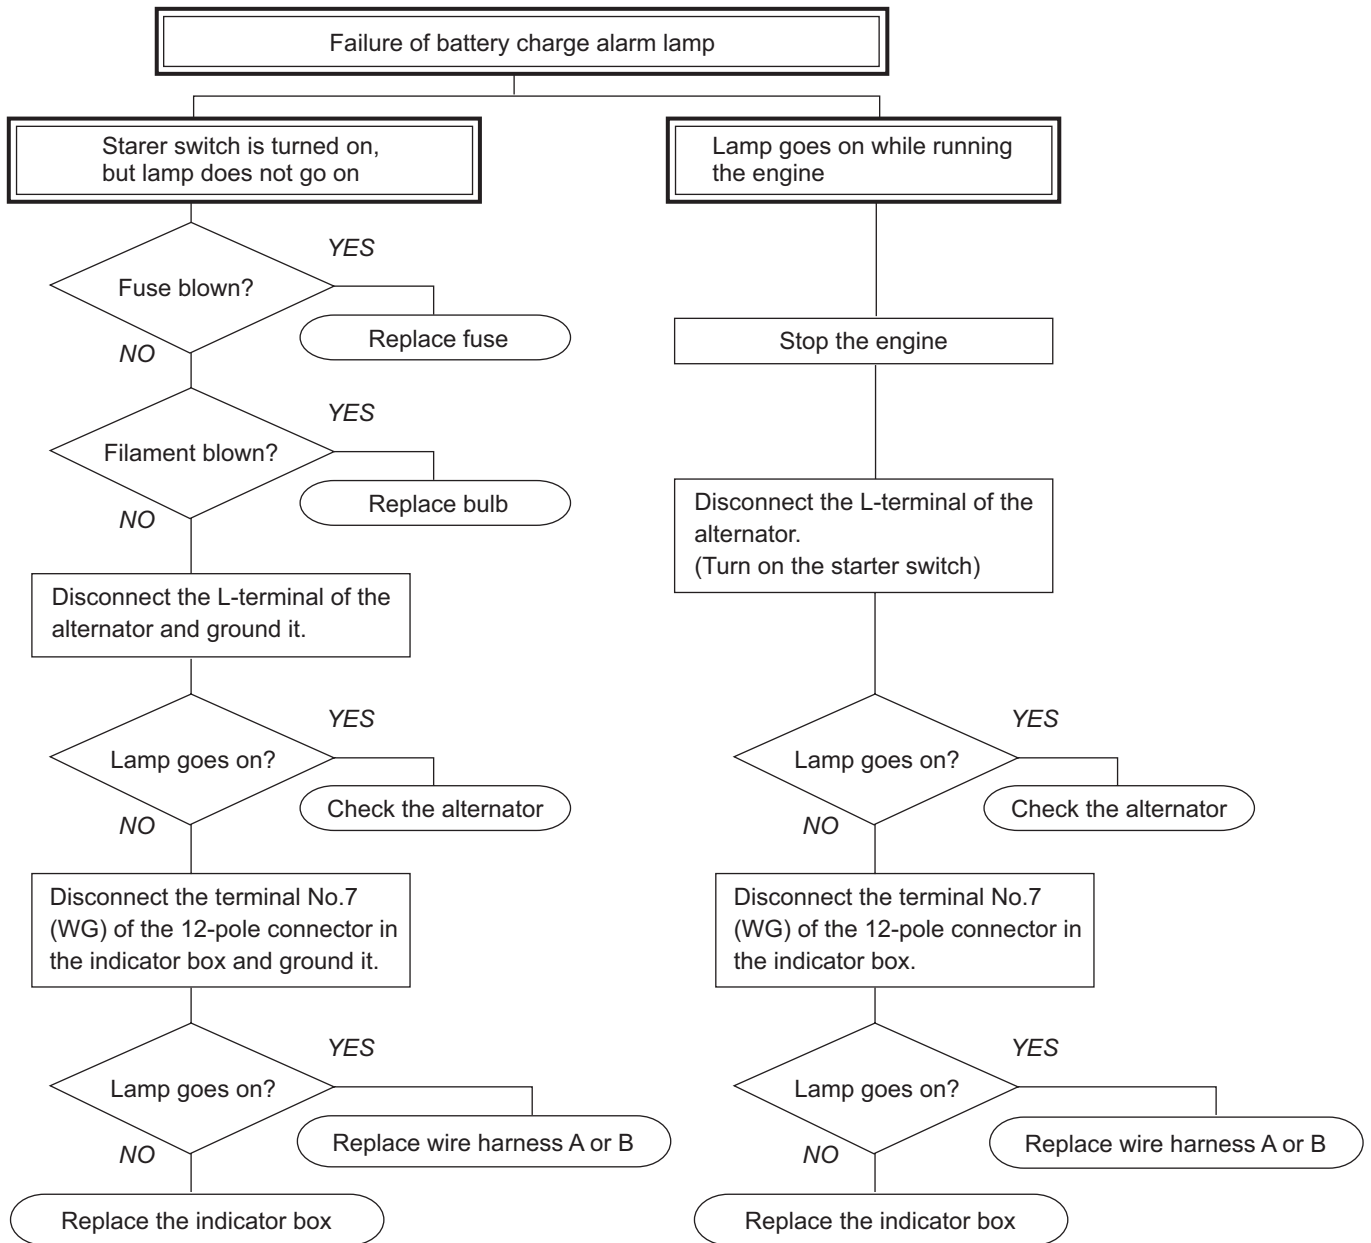 Failure of battery charge alarm lamp
Starer switch is turned on,
but lamp does not go on
YES
Fuse blown?
Replace fuse
NO
YES
Filament blown?
Replace bulb
NO
Disconnect the L-terminal of the
alternator and ground it.
YES
Lamp goes on?
Check the alternator
NO
Disconnect the terminal No.7
(WG) of the 12-pole connector in
the indicator box and ground it.
YES
Lamp goes on?
Replace wire harness A or B
NO
Replace the indicator box
Lamp goes on while running
the engine
Stop the engine
Disconnect the L-terminal of the
alternator.
(Turn on the starter switch)
YES
Lamp goes on?
Check the alternator
NO
Disconnect the terminal No.7
(WG) of the 12-pole connector in
the indicator box.
YES
Lamp goes on?
Replace wire harness A or B
NO
Replace the indicator box